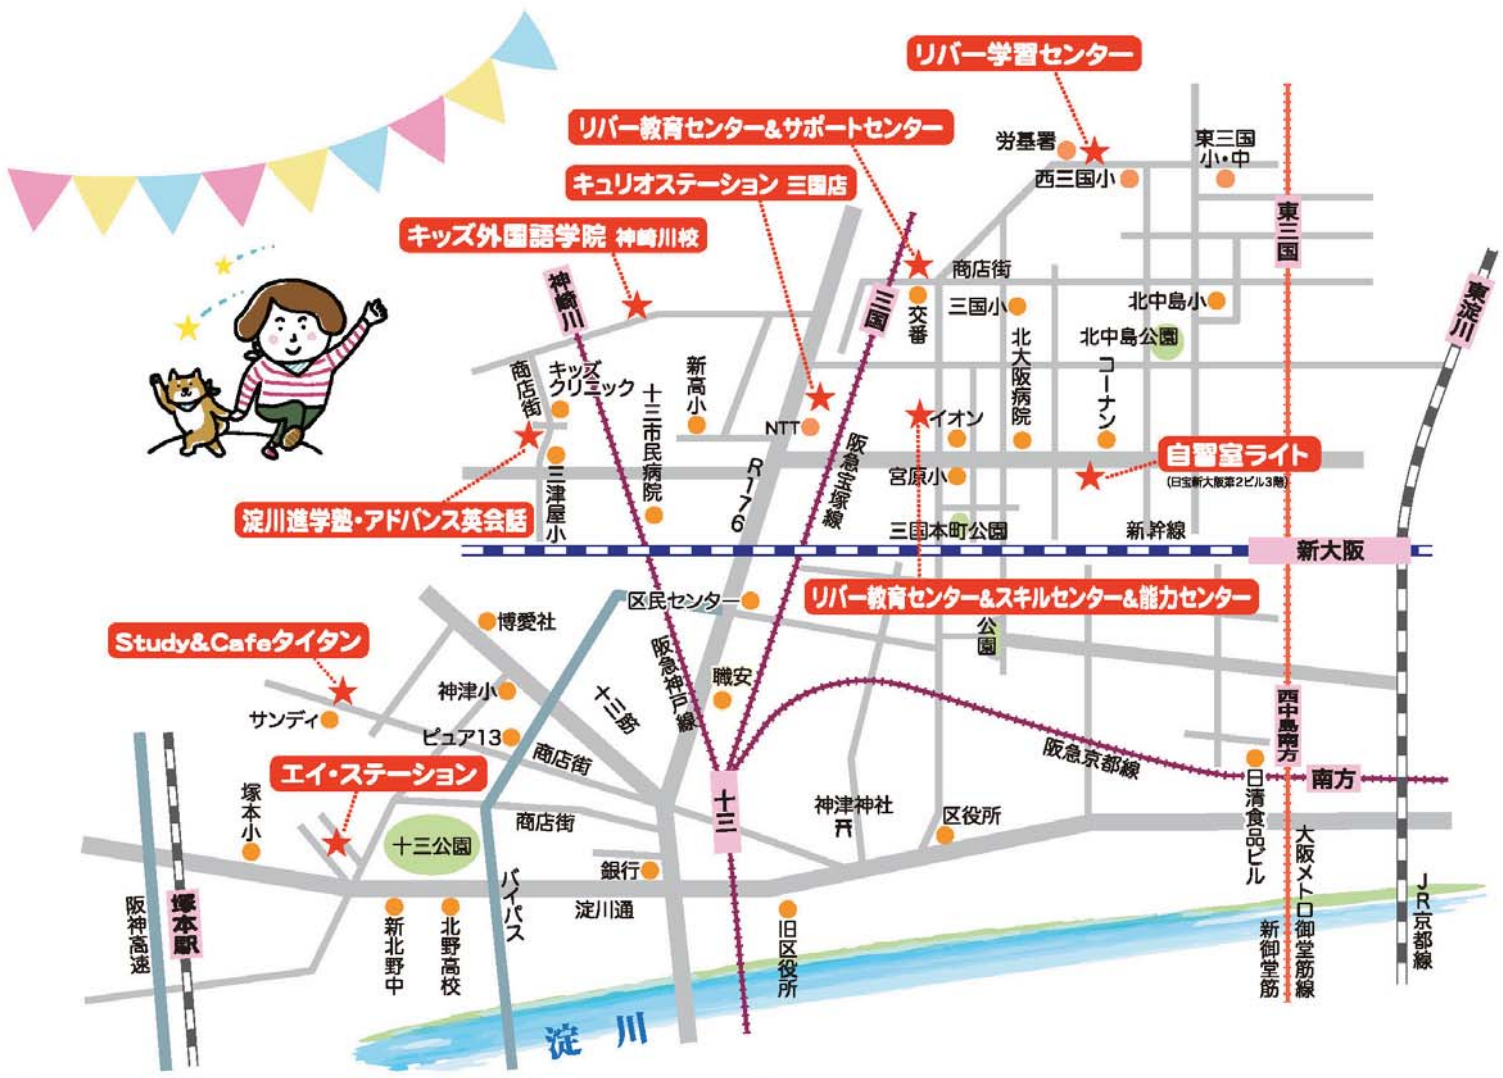 リバー学習センター
リバー教育センター&サポートセンター
労基署
東三国
小・中
キュリオステーション 三国店
西三国小
キッズ外国語学院 神崎川校
東三国
商店街
神崎川
三国
交番
三国小
北中島小
東淀川
北大阪病院
北中島公園
コーナン
商店街
キッズ
クリニック
新高小
十三市民病院
NTT
イオン
阪急宝塚線
自習室ライト
(日宝新大阪第2ビル3階)
R176
宮原小
三津屋小
淀川進学塾・アドバンス英会話
三国本町公園
新幹線
新大阪
区民センター
リバー教育センター&スキルセンター&能力センター
博愛社
公園
Study&Cafeタイタン
阪急神戸線
職安
神津小
十三筋
サンディ
西中島南方
ピュア13
商店街
阪急京都線
エイ・ステーション
南方
塚本小
十三
日清食品ビル
神津神社
区役所
商店街
十三公園
銀行
大阪メトロ御堂筋線
バイパス
淀川通
阪神高速
塚本駅
新北野中
北野高校
旧区役所
新御堂筋
JR京都線
淀川